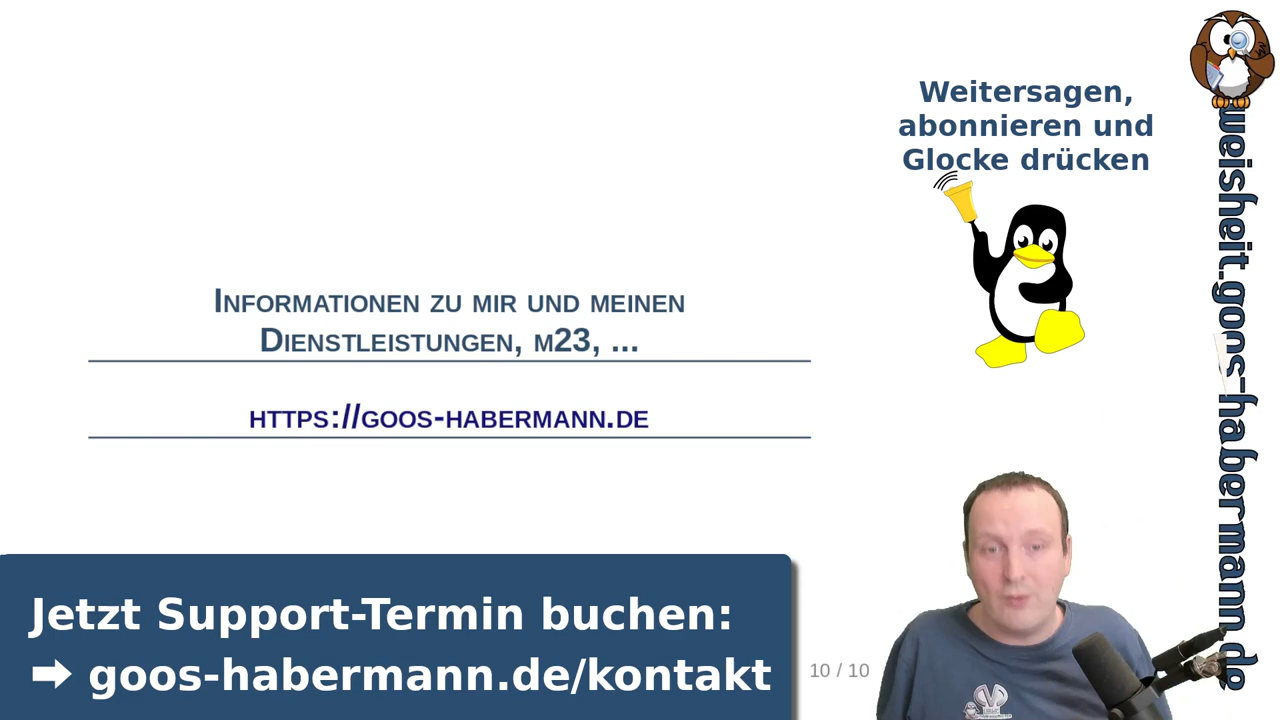 Weitersagen,
abonnieren und
Glocke drücken
weisheit.goos-habermann.de
Informationen zu mir und meinen
Dienstleistungen, m23, ...
https://goos-habermann.de
Jetzt Support-Termin buchen:
➡ goos-habermann.de/kontakt
10 / 10